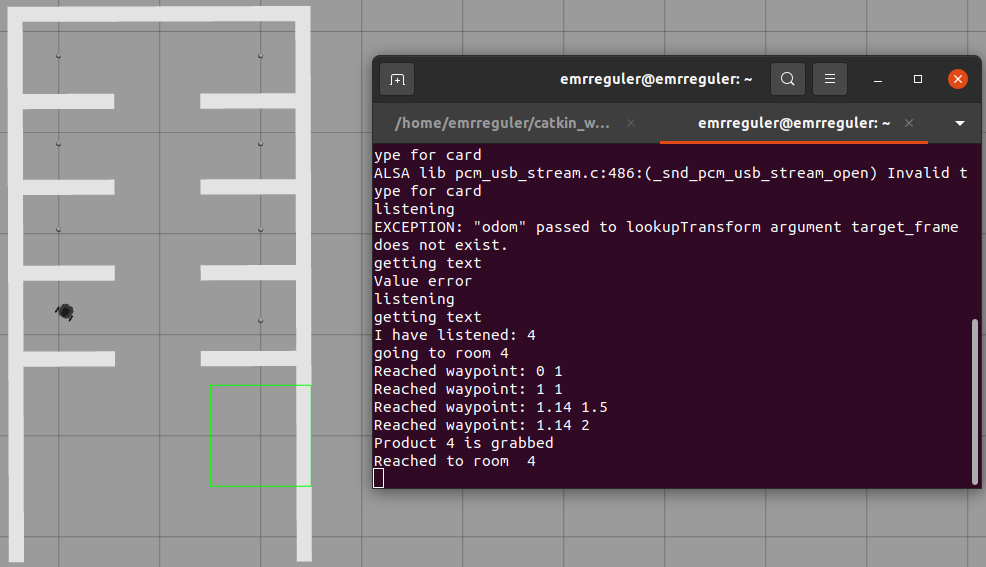 emrreguler@emrreguler: ~
/home/emrreguler/catkin_w...
emrreguler@emrreguler: ~
ype for card
ALSA lib pcm_usb_stream.c:486:(_snd_pcm_usb_stream_open) Invalid t
ype for card
listening
EXCEPTION: "odom" passed to lookupTransform argument target_frame
does not exist.
getting text
Value error
listening
getting text
I have listened: 4
going to room 4
Reached waypoint: 0 1
Reached waypoint: 1 1
Reached waypoint: 1.14 1.5
Reached waypoint: 1.14 2
Product 4 is grabbed
Reached to room  4